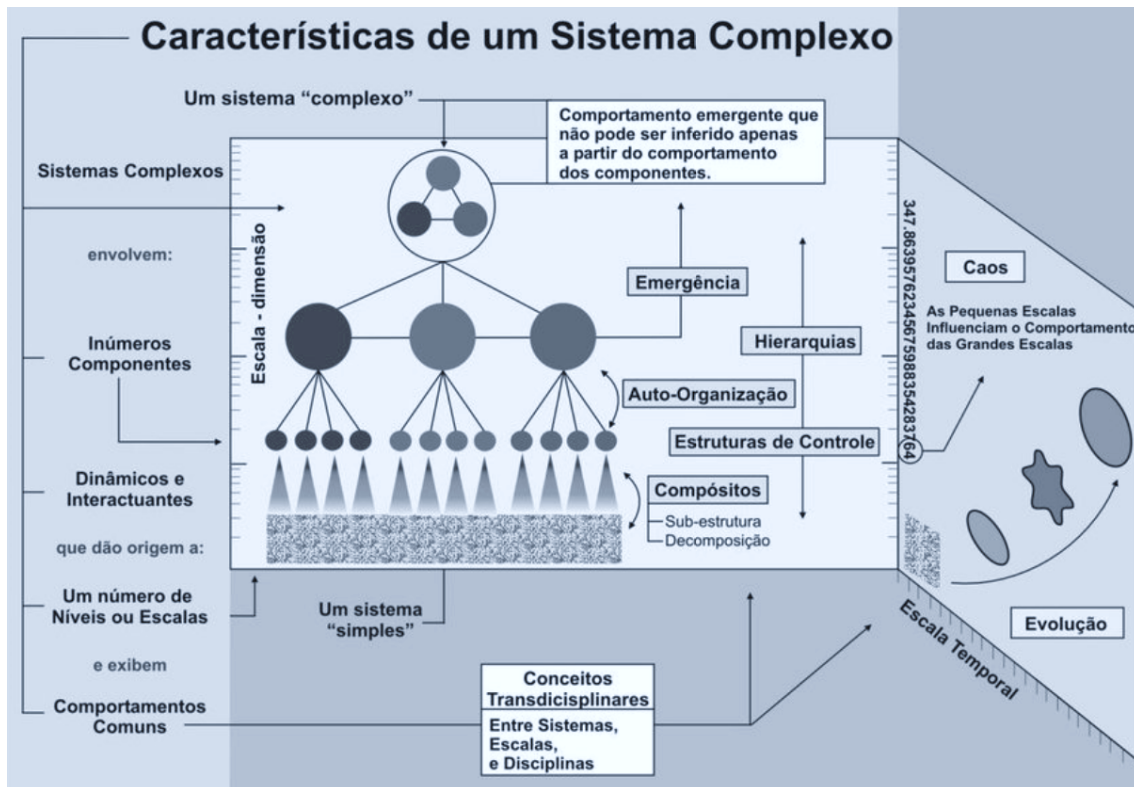 Características de um Sistema Complexo
Um sistema “complexo”
Comportamento emergente que
não pode ser inferido apenas
a partir do comportamento
dos componentes.
Sistemas Complexos
envolvem:
Inúmeros
Componentes
Dinâmicos e
Interactuantes
que dão origem a:
Um número de
Níveis ou Escalas
e exibem
Comportamentos
Comuns
Escala - dimensão
Emergência
Hierarquias
Auto-Organização
Estruturas de Controle
Compósitos
Sub-estrutura
Decomposição
Um sistema
“simples”
Conceitos
Transdicisplinares
Entre Sistemas,
Escalas,
e Disciplinas
347.86395762345675988354283764
Caos
As Pequenas Escalas
Influenciam o Comportamento
das Grandes Escalas
Evolução
Escala Temporal